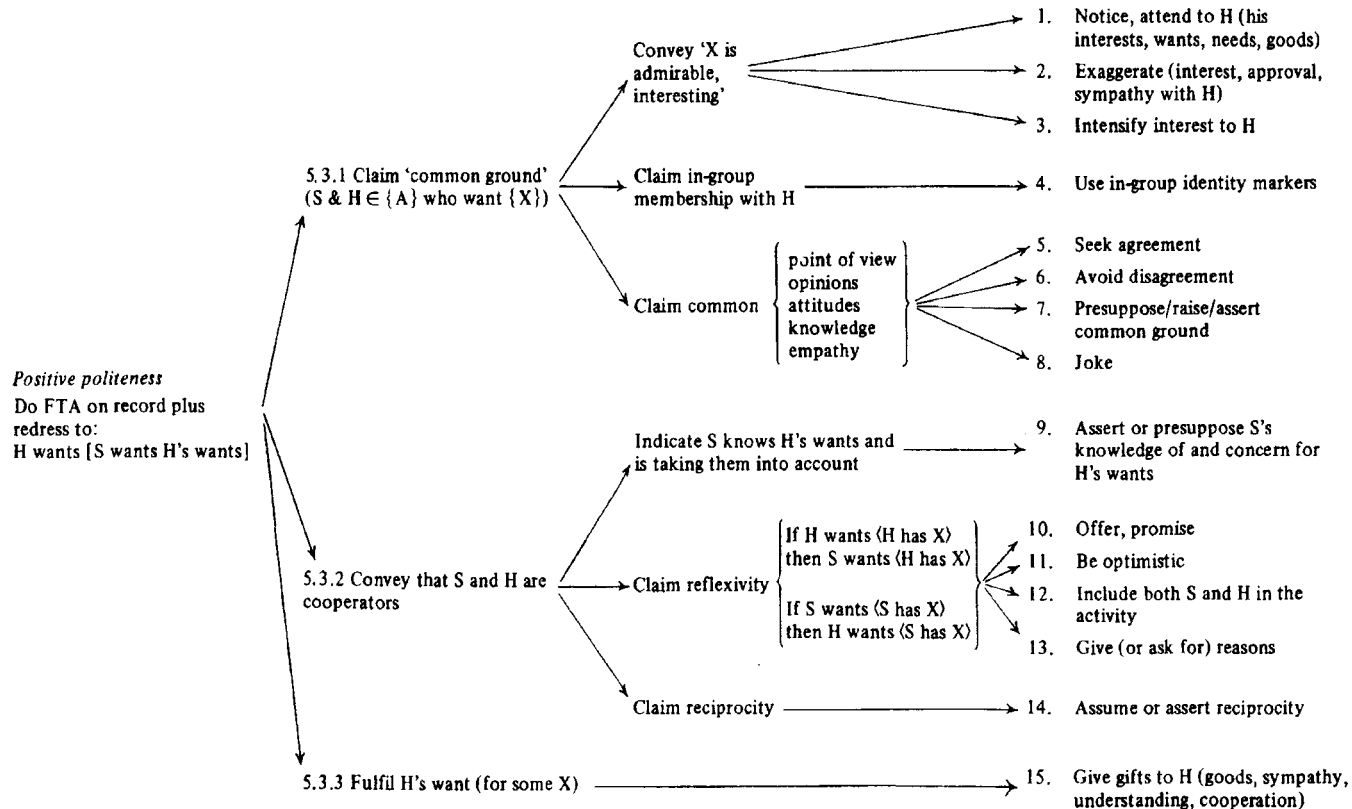 Positive politeness
Do FTA on record plus
redress to:
H wants [S wants H's wants]
5.3.1 Claim ‘common ground’
(S & H ∈ {A} who want {X})
Convey ‘X is
admirable,
interesting’
1. Notice, attend to H (his
interests, wants, needs, goods)
2. Exaggerate (interest, approval,
sympathy with H)
3. Intensify interest to H
Claim in-group
membership with H
4. Use in-group identity markers
Claim common
point of view
opinions
attitudes
knowledge
empathy
5. Seek agreement
6. Avoid disagreement
7. Presuppose/raise/assert
common ground
8. Joke
5.3.2 Convey that S and H are
cooperators
Indicate S knows H's wants and
is taking them into account
9. Assert or presuppose S's
knowledge of and concern for
H's wants
Claim reflexivity
If H wants ⟨H has X⟩
then S wants ⟨H has X⟩
If S wants ⟨S has X⟩
then H wants ⟨S has X⟩
10. Offer, promise
11. Be optimistic
12. Include both S and H in the
activity
13. Give (or ask for) reasons
Claim reciprocity
14. Assume or assert reciprocity
5.3.3 Fulfil H's want (for some X)
15. Give gifts to H (goods, sympathy,
understanding, cooperation)